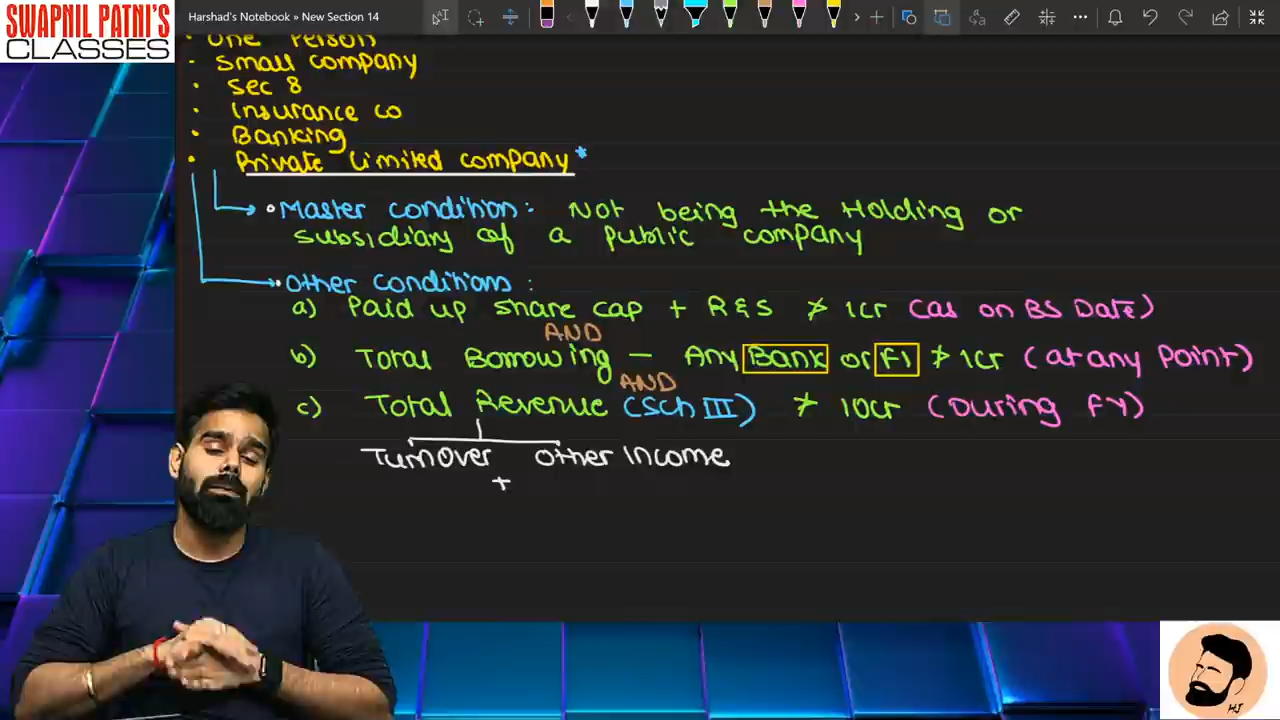 SWAPNIL PATNI'S
CLASSES
Harshad's Notebook » New Section 14
• One Person
• Small company
• Sec 8
• Insurance co
• Banking
• Private Limited company*
• Master condition: Not being the Holding or
subsidiary of a public company
• Other conditions:
a) Paid up share cap + R&S ≯ 1cr (as on BS Date)
AND
b) Total Borrowing – Any Bank or FI ≯ 1cr (at any Point)
AND
c) Total Revenue (Sch III) ≯ 10cr (During FY)
Turnover Other Income
+
HJ